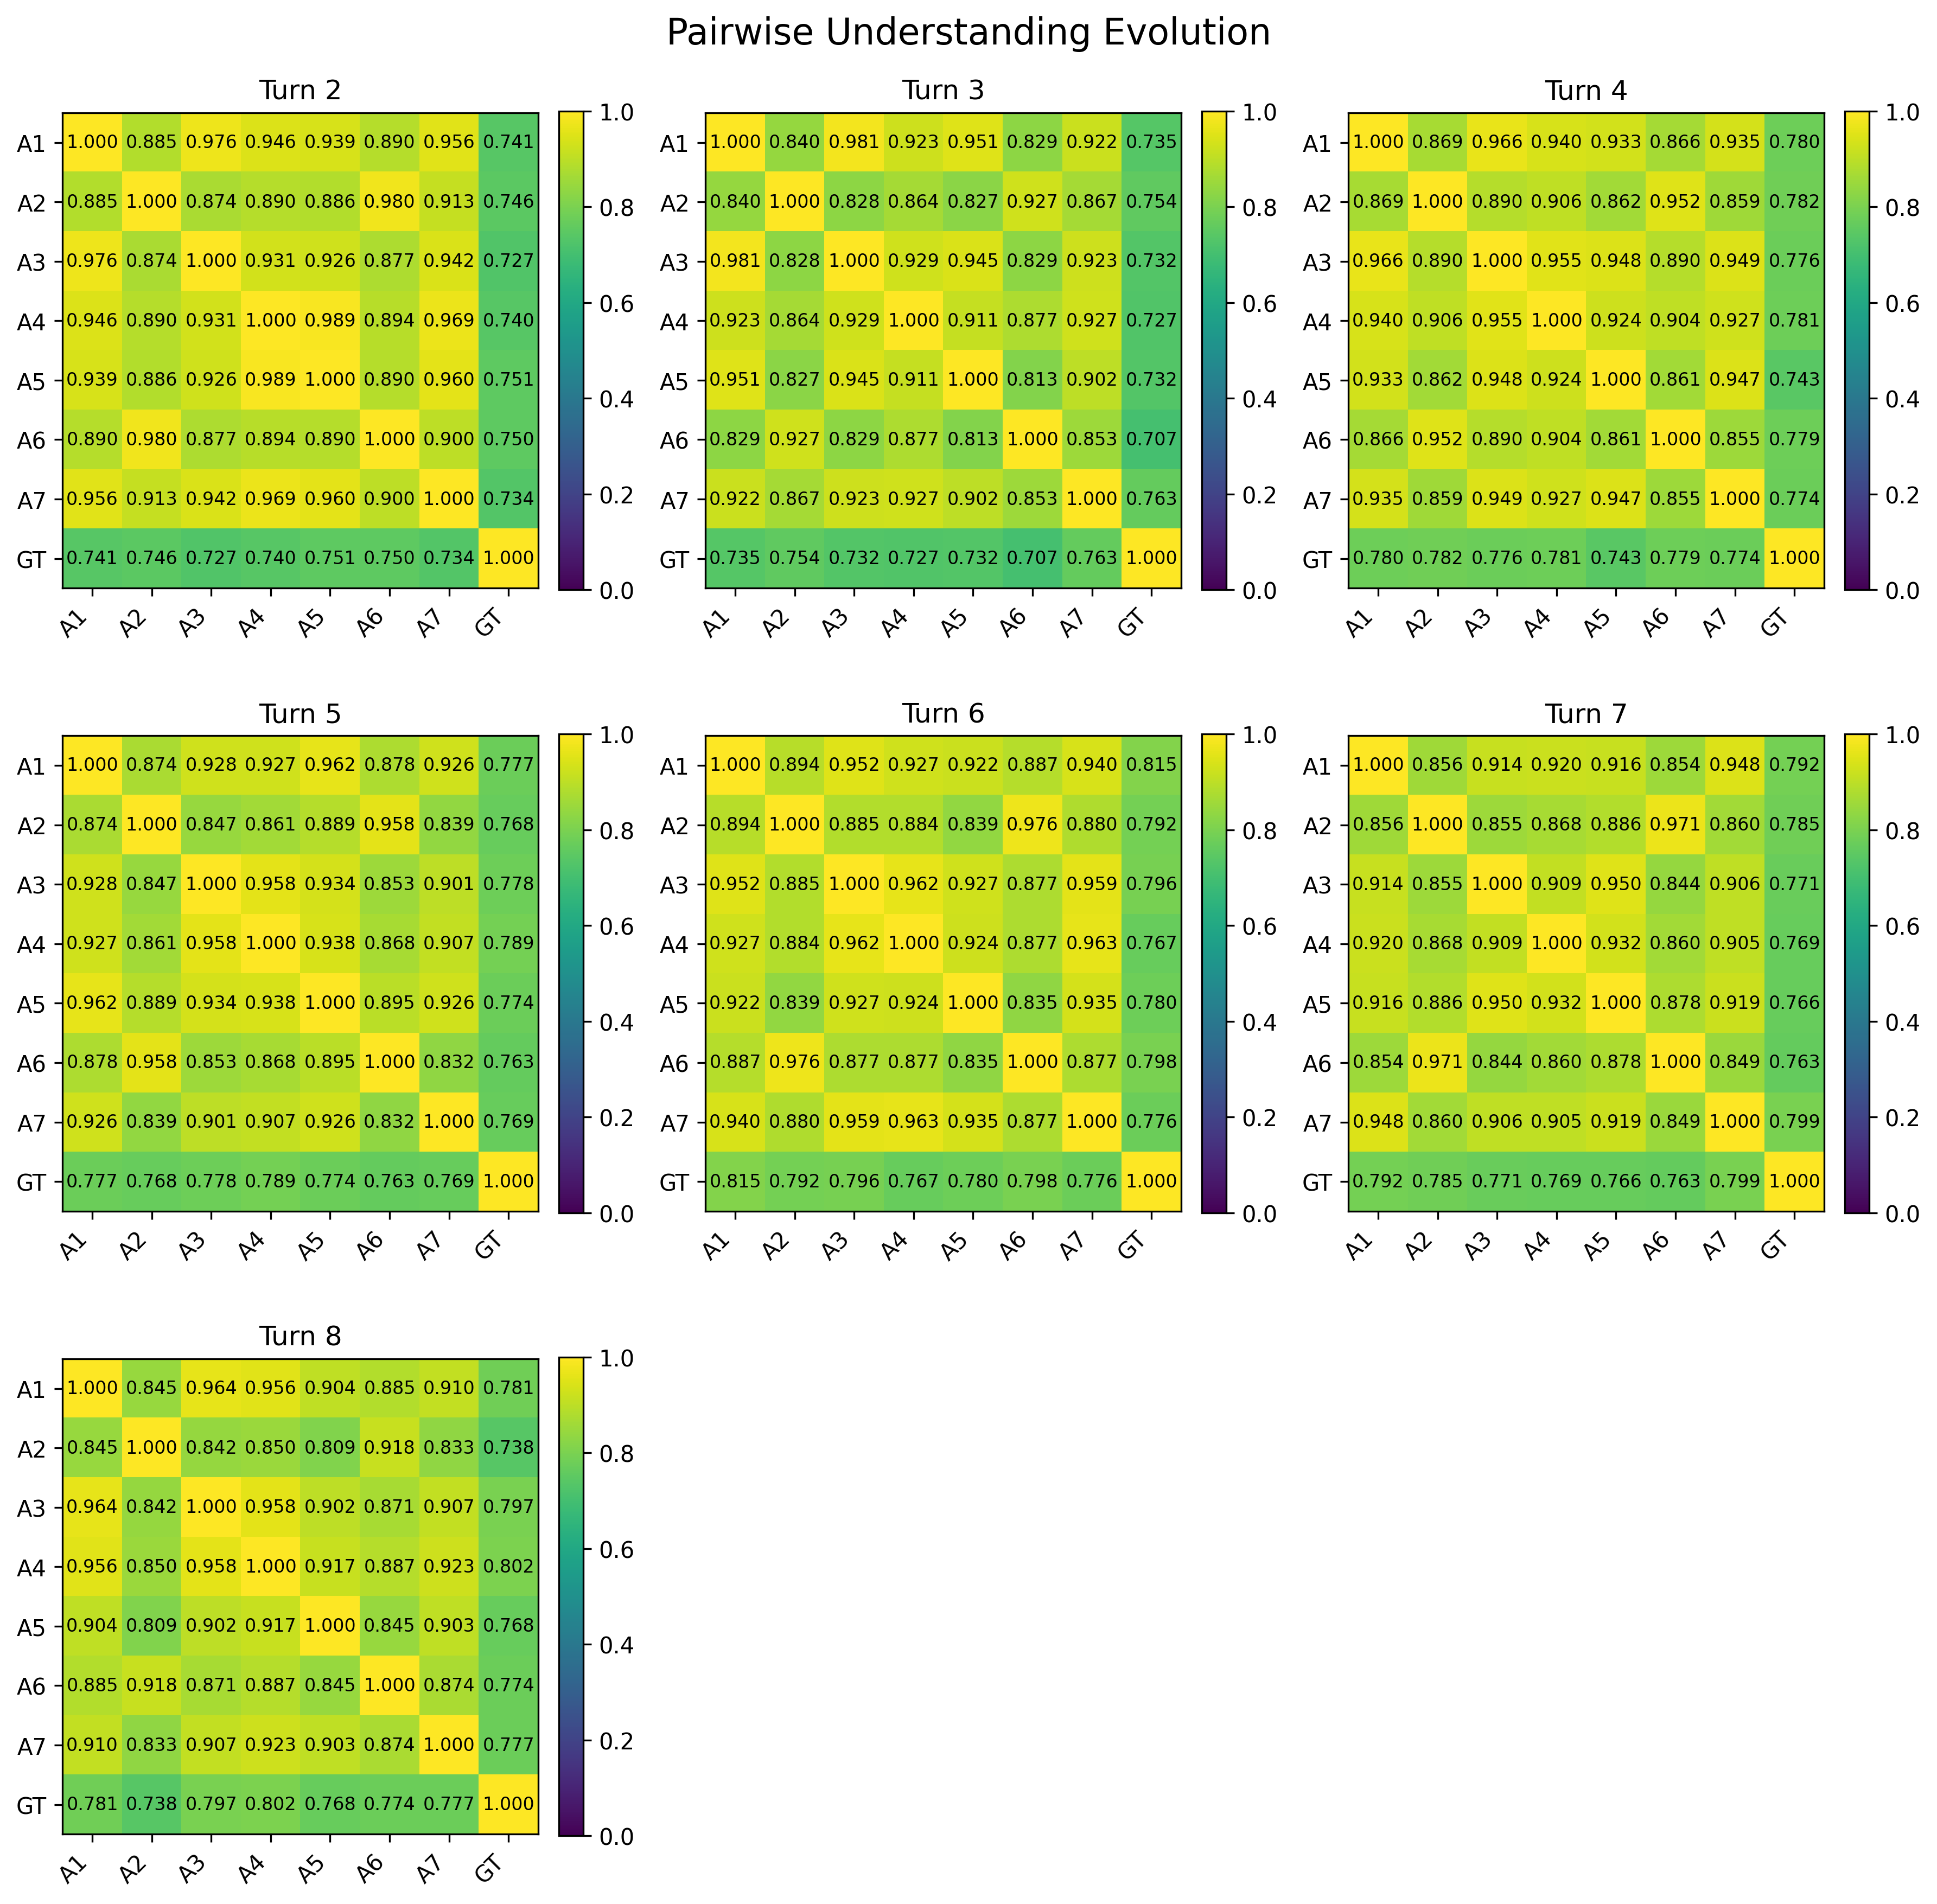 Pairwise Understanding Evolution
Turn 2
A1 1.000 0.885 0.976 0.946 0.939 0.890 0.956 0.741
A2 0.885 1.000 0.874 0.890 0.886 0.980 0.913 0.746
A3 0.976 0.874 1.000 0.931 0.926 0.877 0.942 0.727
A4 0.946 0.890 0.931 1.000 0.989 0.894 0.969 0.740
A5 0.939 0.886 0.926 0.989 1.000 0.890 0.960 0.751
A6 0.890 0.980 0.877 0.894 0.890 1.000 0.900 0.750
A7 0.956 0.913 0.942 0.969 0.960 0.900 1.000 0.734
GT 0.741 0.746 0.727 0.740 0.751 0.750 0.734 1.000
A1 A2 A3 A4 A5 A6 A7 GT
1.0
0.8
0.6
0.4
0.2
0.0
Turn 3
A1 1.000 0.840 0.981 0.923 0.951 0.829 0.922 0.735
A2 0.840 1.000 0.828 0.864 0.827 0.927 0.867 0.754
A3 0.981 0.828 1.000 0.929 0.945 0.829 0.923 0.732
A4 0.923 0.864 0.929 1.000 0.911 0.877 0.927 0.727
A5 0.951 0.827 0.945 0.911 1.000 0.813 0.902 0.732
A6 0.829 0.927 0.829 0.877 0.813 1.000 0.853 0.707
A7 0.922 0.867 0.923 0.927 0.902 0.853 1.000 0.763
GT 0.735 0.754 0.732 0.727 0.732 0.707 0.763 1.000
A1 A2 A3 A4 A5 A6 A7 GT
1.0
0.8
0.6
0.4
0.2
0.0
Turn 4
A1 1.000 0.869 0.966 0.940 0.933 0.866 0.935 0.780
A2 0.869 1.000 0.890 0.906 0.862 0.952 0.859 0.782
A3 0.966 0.890 1.000 0.955 0.948 0.890 0.949 0.776
A4 0.940 0.906 0.955 1.000 0.924 0.904 0.927 0.781
A5 0.933 0.862 0.948 0.924 1.000 0.861 0.947 0.743
A6 0.866 0.952 0.890 0.904 0.861 1.000 0.855 0.779
A7 0.935 0.859 0.949 0.927 0.947 0.855 1.000 0.774
GT 0.780 0.782 0.776 0.781 0.743 0.779 0.774 1.000
A1 A2 A3 A4 A5 A6 A7 GT
1.0
0.8
0.6
0.4
0.2
0.0
Turn 5
A1 1.000 0.874 0.928 0.927 0.962 0.878 0.926 0.777
A2 0.874 1.000 0.847 0.861 0.889 0.958 0.839 0.768
A3 0.928 0.847 1.000 0.958 0.934 0.853 0.901 0.778
A4 0.927 0.861 0.958 1.000 0.938 0.868 0.907 0.789
A5 0.962 0.889 0.934 0.938 1.000 0.895 0.926 0.774
A6 0.878 0.958 0.853 0.868 0.895 1.000 0.832 0.763
A7 0.926 0.839 0.901 0.907 0.926 0.832 1.000 0.769
GT 0.777 0.768 0.778 0.789 0.774 0.763 0.769 1.000
A1 A2 A3 A4 A5 A6 A7 GT
1.0
0.8
0.6
0.4
0.2
0.0
Turn 6
A1 1.000 0.894 0.952 0.927 0.922 0.887 0.940 0.815
A2 0.894 1.000 0.885 0.884 0.839 0.976 0.880 0.792
A3 0.952 0.885 1.000 0.962 0.927 0.877 0.959 0.796
A4 0.927 0.884 0.962 1.000 0.924 0.877 0.963 0.767
A5 0.922 0.839 0.927 0.924 1.000 0.835 0.935 0.780
A6 0.887 0.976 0.877 0.877 0.835 1.000 0.877 0.798
A7 0.940 0.880 0.959 0.963 0.935 0.877 1.000 0.776
GT 0.815 0.792 0.796 0.767 0.780 0.798 0.776 1.000
A1 A2 A3 A4 A5 A6 A7 GT
1.0
0.8
0.6
0.4
0.2
0.0
Turn 7
A1 1.000 0.856 0.914 0.920 0.916 0.854 0.948 0.792
A2 0.856 1.000 0.855 0.868 0.886 0.971 0.860 0.785
A3 0.914 0.855 1.000 0.909 0.950 0.844 0.906 0.771
A4 0.920 0.868 0.909 1.000 0.932 0.860 0.905 0.769
A5 0.916 0.886 0.950 0.932 1.000 0.878 0.919 0.766
A6 0.854 0.971 0.844 0.860 0.878 1.000 0.849 0.763
A7 0.948 0.860 0.906 0.905 0.919 0.849 1.000 0.799
GT 0.792 0.785 0.771 0.769 0.766 0.763 0.799 1.000
A1 A2 A3 A4 A5 A6 A7 GT
1.0
0.8
0.6
0.4
0.2
0.0
Turn 8
A1 1.000 0.845 0.964 0.956 0.904 0.885 0.910 0.781
A2 0.845 1.000 0.842 0.850 0.809 0.918 0.833 0.738
A3 0.964 0.842 1.000 0.958 0.902 0.871 0.907 0.797
A4 0.956 0.850 0.958 1.000 0.917 0.887 0.923 0.802
A5 0.904 0.809 0.902 0.917 1.000 0.845 0.903 0.768
A6 0.885 0.918 0.871 0.887 0.845 1.000 0.874 0.774
A7 0.910 0.833 0.907 0.923 0.903 0.874 1.000 0.777
GT 0.781 0.738 0.797 0.802 0.768 0.774 0.777 1.000
A1 A2 A3 A4 A5 A6 A7 GT
1.0
0.8
0.6
0.4
0.2
0.0